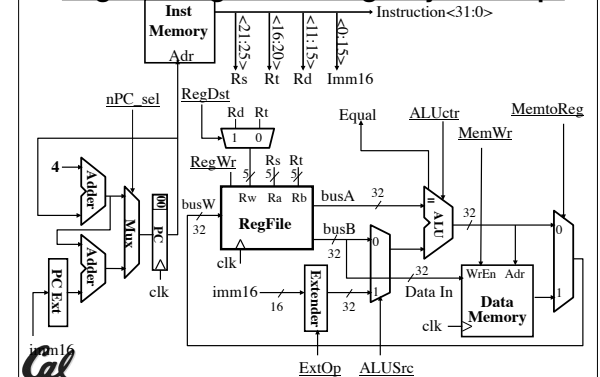 Inst
Memory
Adr
Instruction<31:0>
<21:25>
<16:20>
<11:15>
<0:15>
Rs
Rt
Rd
Imm16
nPC_sel
RegDst
Rd
Rt
1
0
Equal
ALUctr
MemWr
MemtoReg
RegWr
Rs
Rt
5
5
5
Rw
Ra
Rb
RegFile
clk
busW
32
busA
32
busB
32
4
Adder
Adder
Mux
00
PC
clk
PC Ext
imm16
=
ALU
32
0
1
32
Data In
imm16
16
Extender
32
WrEn
Adr
Data
Memory
clk
0
1
ExtOp
ALUSrc
Cal